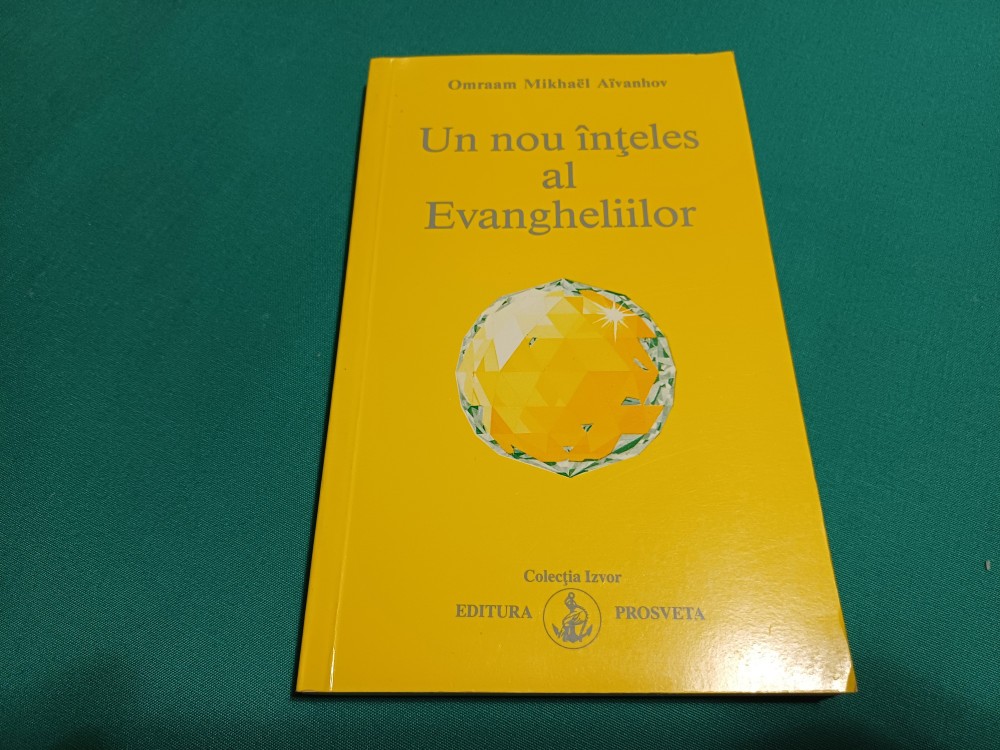 Omraam Mikhaël Aïvanhov
Un nou înţeles
al
Evangheliilor
Colecţia Izvor
EDITURA PROSVETA